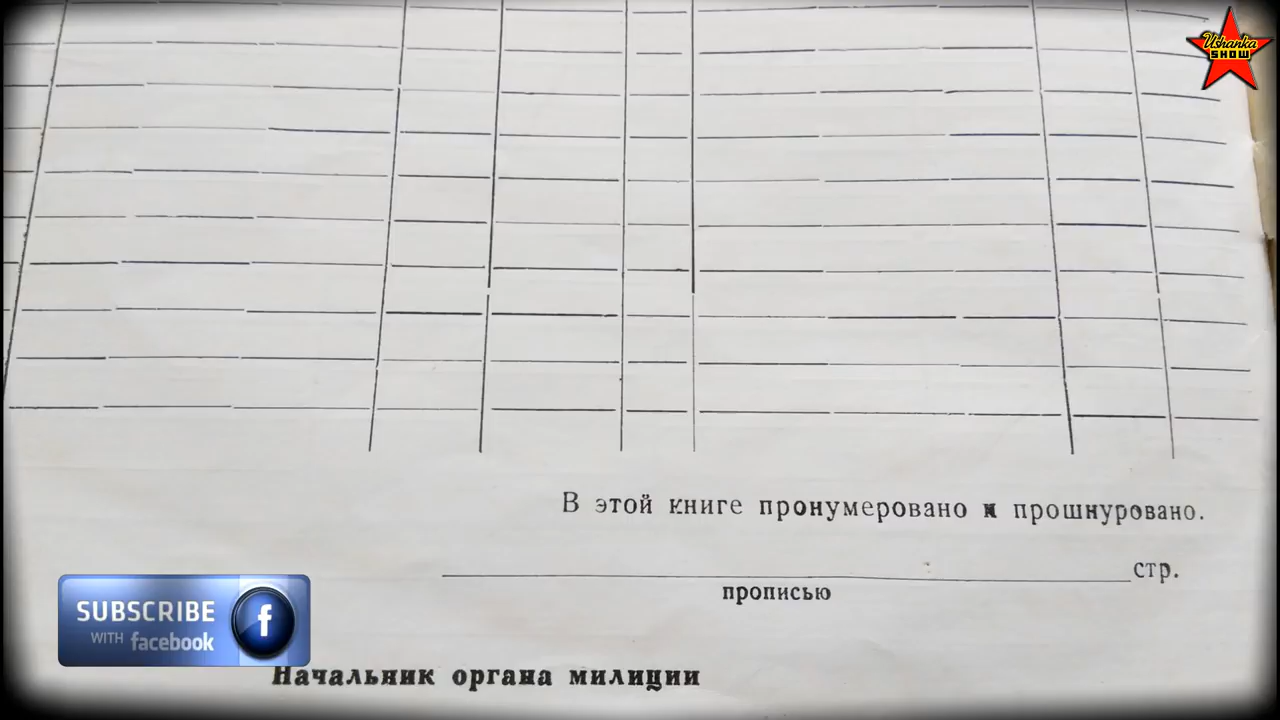 Ushanka
SHOW
В этой книге пронумеровано и прошнуровано.
стр.
прописью
SUBSCRIBE
WITH facebook
f
Начальник органа милиции